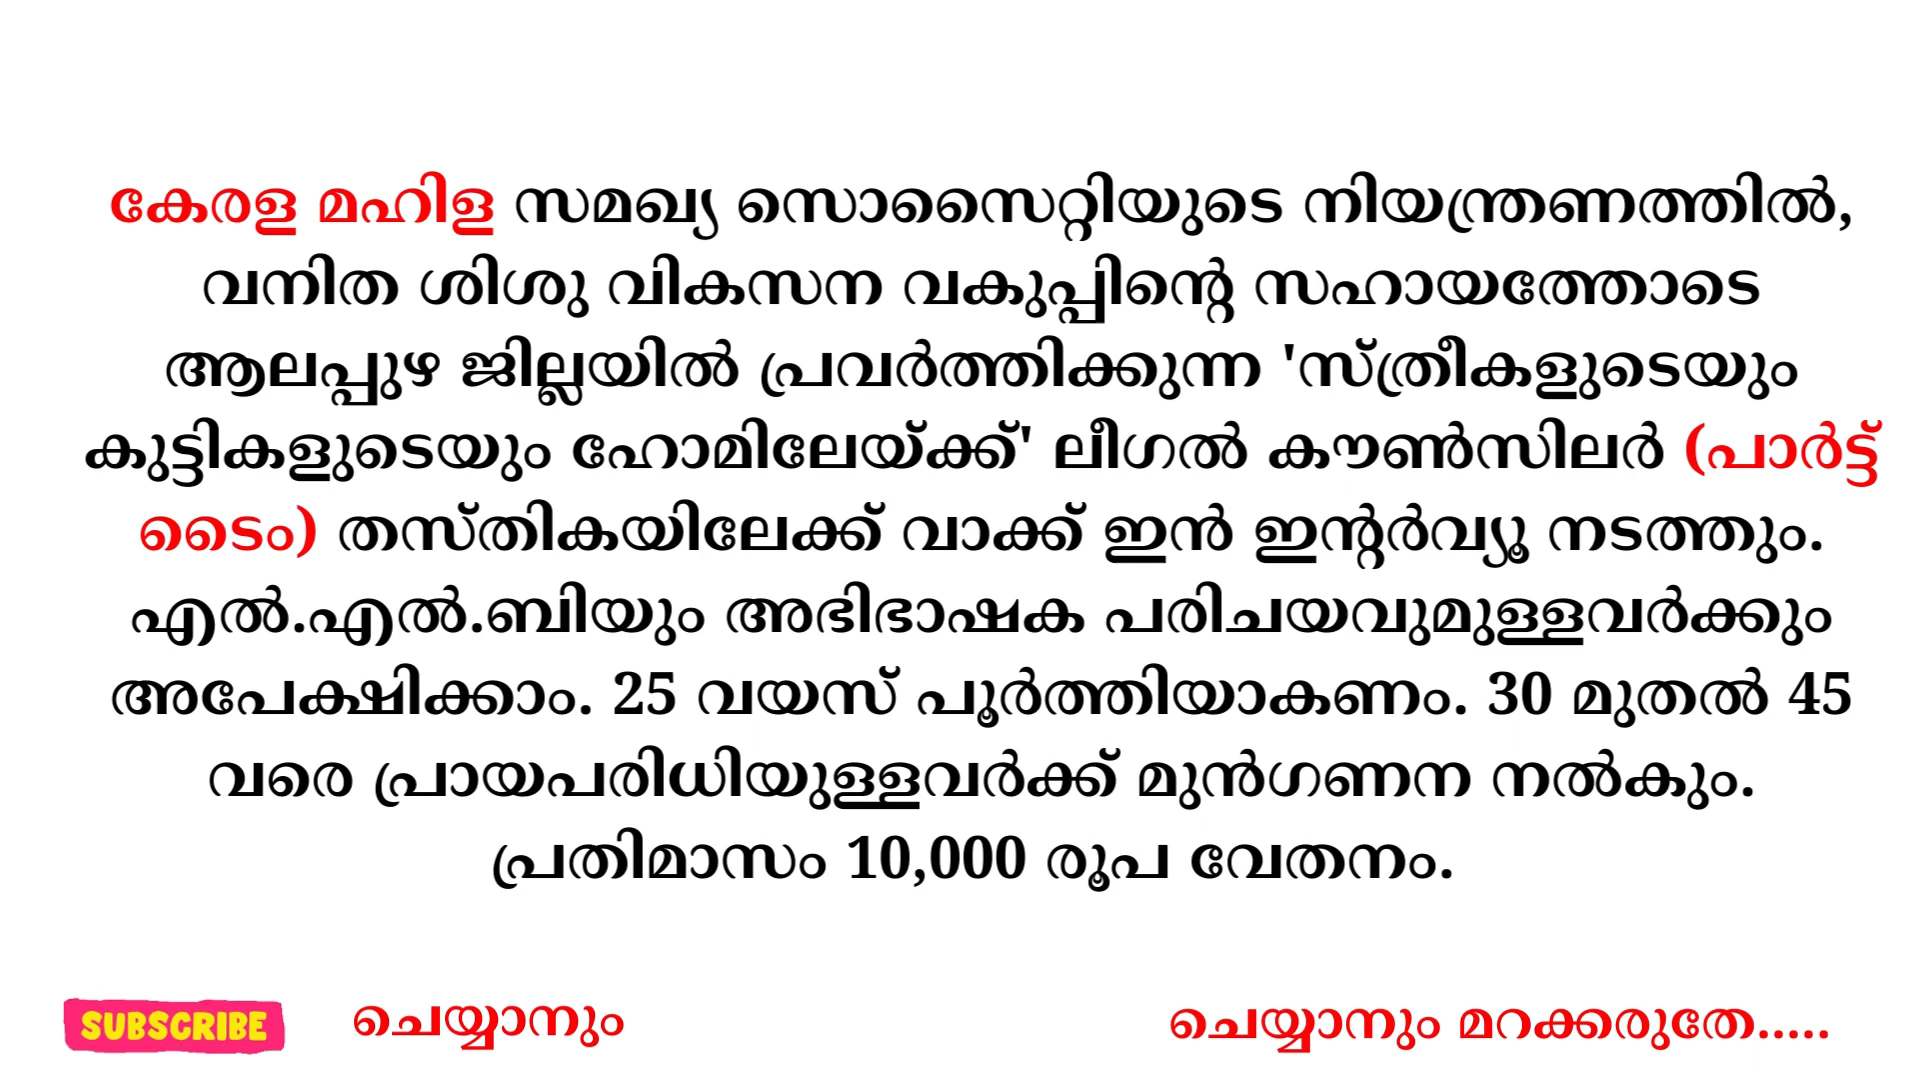 കേരള മഹിള സമഖ്യ സൊസൈറ്റിയുടെ നിയന്ത്രണത്തിൽ,
വനിത ശിശു വികസന വകുപ്പിന്റെ സഹായത്തോടെ
ആലപ്പുഴ ജില്ലയിൽ പ്രവർത്തിക്കുന്ന 'സ്ത്രീകളുടെയും
കുട്ടികളുടെയും ഹോമിലേയ്ക്ക്' ലീഗൽ കൗൺസിലർ (പാർട്ട്
ടൈം) തസ്തികയിലേക്ക് വാക്ക് ഇൻ ഇന്റർവ്യൂ നടത്തും.
എൽ.എൽ.ബിയും അഭിഭാഷക പരിചയവുമുള്ളവർക്കും
അപേക്ഷിക്കാം. 25 വയസ് പൂർത്തിയാകണം. 30 മുതൽ 45
വരെ പ്രായപരിധിയുള്ളവർക്ക് മുൻഗണന നൽകും.
പ്രതിമാസം 10,000 രൂപ വേതനം.
SUBSCRIBE ചെയ്യാനും ചെയ്യാനും മറക്കരുതേ.....